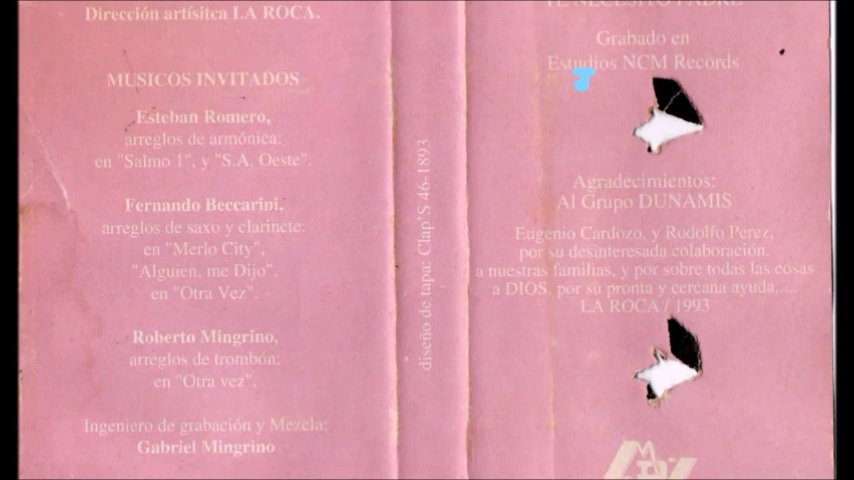 Dirección artísitca LA ROCA.
MUSICOS INVITADOS
Esteban Romero,
arreglos de armónica:
en "Salmo 1", y "S.A. Oeste".
Fernando Beccarini,
arreglos de saxo y clarinete:
en "Merlo City",
"Alguien, me Dijo",
en "Otra Vez".
Roberto Mingrino,
arreglos de trombón:
en "Otra vez".
Ingeniero de grabación y Mezcla:
Gabriel Mingrino
diseño de tapa: Clap'S 46-1893
TE NECESITO PADRE
Grabado en
Estudios NCM Records
Agradecimientos:
Al Grupo DUNAMIS
Eugenio Cardozo, y Rodolfo Perez,
por su desinteresada colaboración.
a nuestras familias, y por sobre todas las cosas
a DIOS, por su pronta y cercana ayuda,....
LA ROCA / 1993